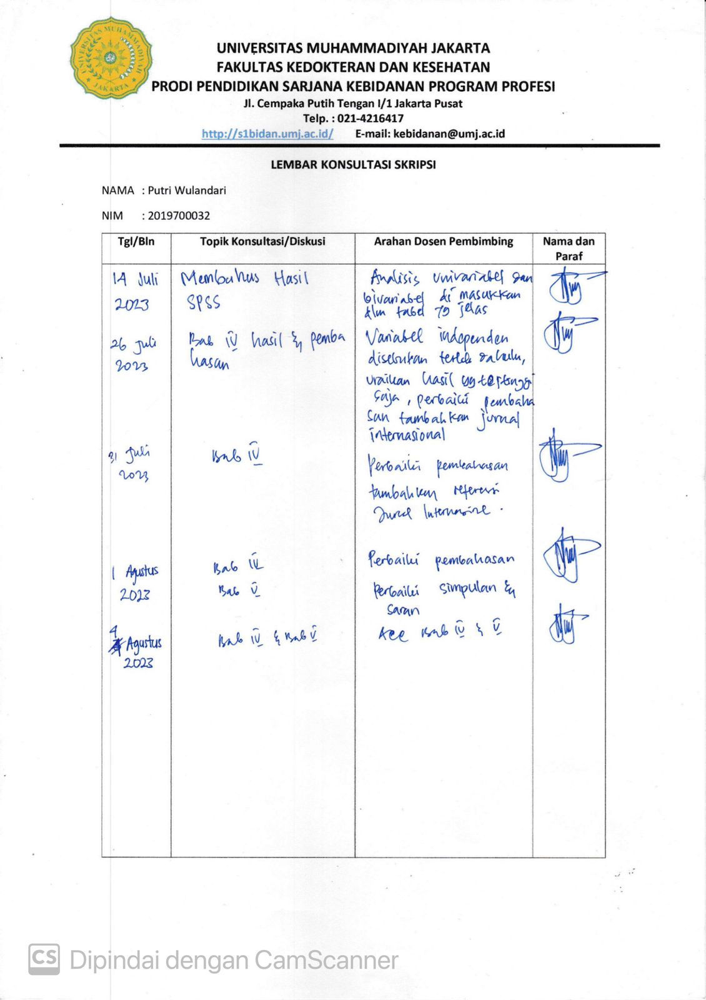 UNIVERSITAS MUHAMMADIYAH JAKARTA
UNIVERSITAS MUHAMMADIYAH JAKARTA
FAKULTAS KEDOKTERAN DAN KESEHATAN
PRODI PENDIDIKAN SARJANA KEBIDANAN PROGRAM PROFESI
Jl. Cempaka Putih Tengan I/1 Jakarta Pusat
Telp. : 021-4216417
http://s1bidan.umj.ac.id/ E-mail: kebidanan@umj.ac.id
LEMBAR KONSULTASI SKRIPSI
NAMA : Putri Wulandari
NIM : 2019700032
Tgl/Bln Topik Konsultasi/Diskusi Arahan Dosen Pembimbing Nama dan
Paraf
14 Juli Membahas Hasil Analisis univariabel dan
2023 SPSS bivariabel di masukkan
dlm tabel yg jelas
26 Juli Bab IV hasil & pemba Variabel independen
2023 hasan disebutkan dahulu,
uraikan hasil yg tertinggi
saja, perbaiki pembaha
san tambahkan jurnal
internasional
31 Juli Bab IV Perbaiki pembahasan
2023 tambahkan referensi
Jurnal Internasional.
1 Agustus Bab IV Perbaiki pembahasan
2023 Bab V Perbaiki simpulan &
saran
4 Agustus Bab IV & Bab V Acc Bab IV & V
2023
CS Dipindai dengan CamScanner